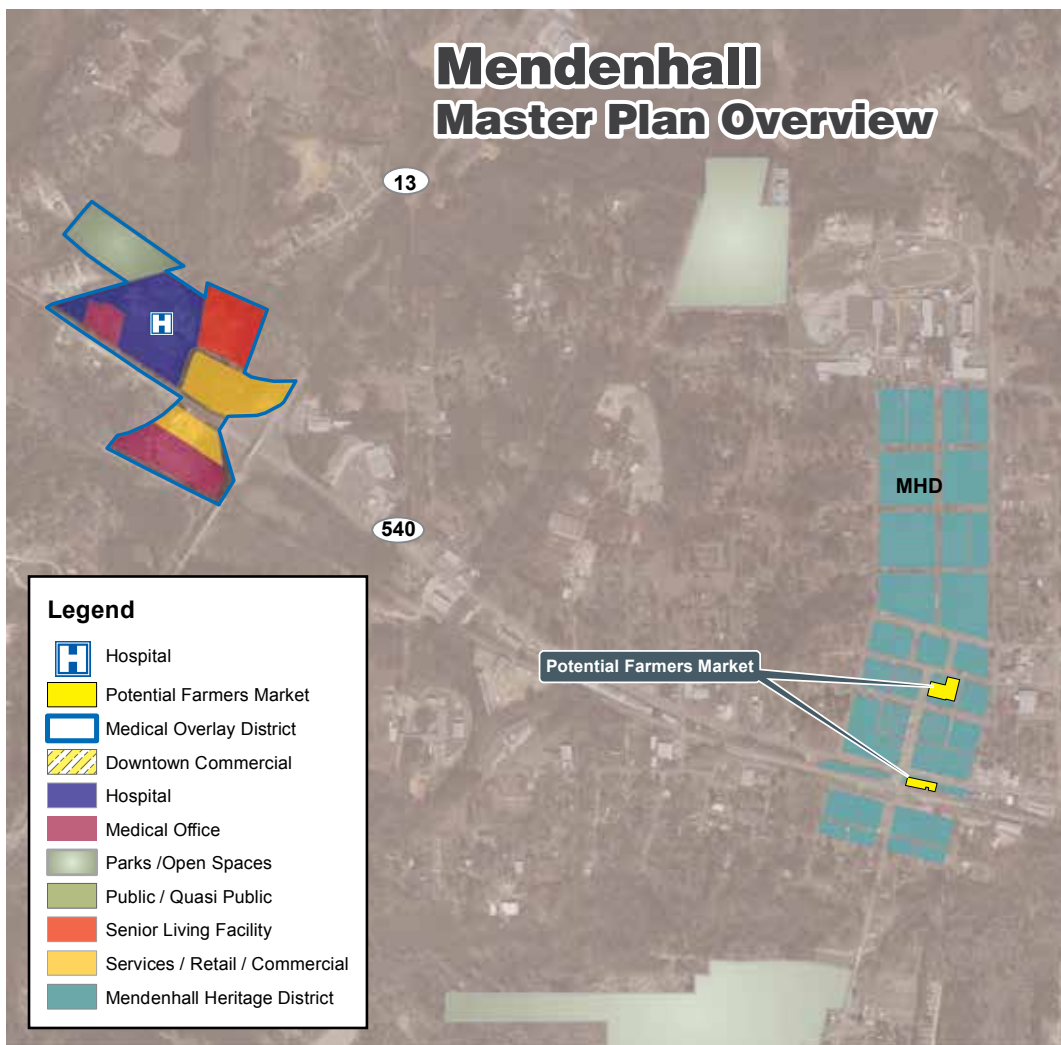 Mendenhall
Master Plan Overview
13
H
MHD
540
Potential Farmers Market
Legend
H
Hospital
Potential Farmers Market
Medical Overlay District
Downtown Commercial
Hospital
Medical Office
Parks /Open Spaces
Public / Quasi Public
Senior Living Facility
Services / Retail / Commercial
Mendenhall Heritage District